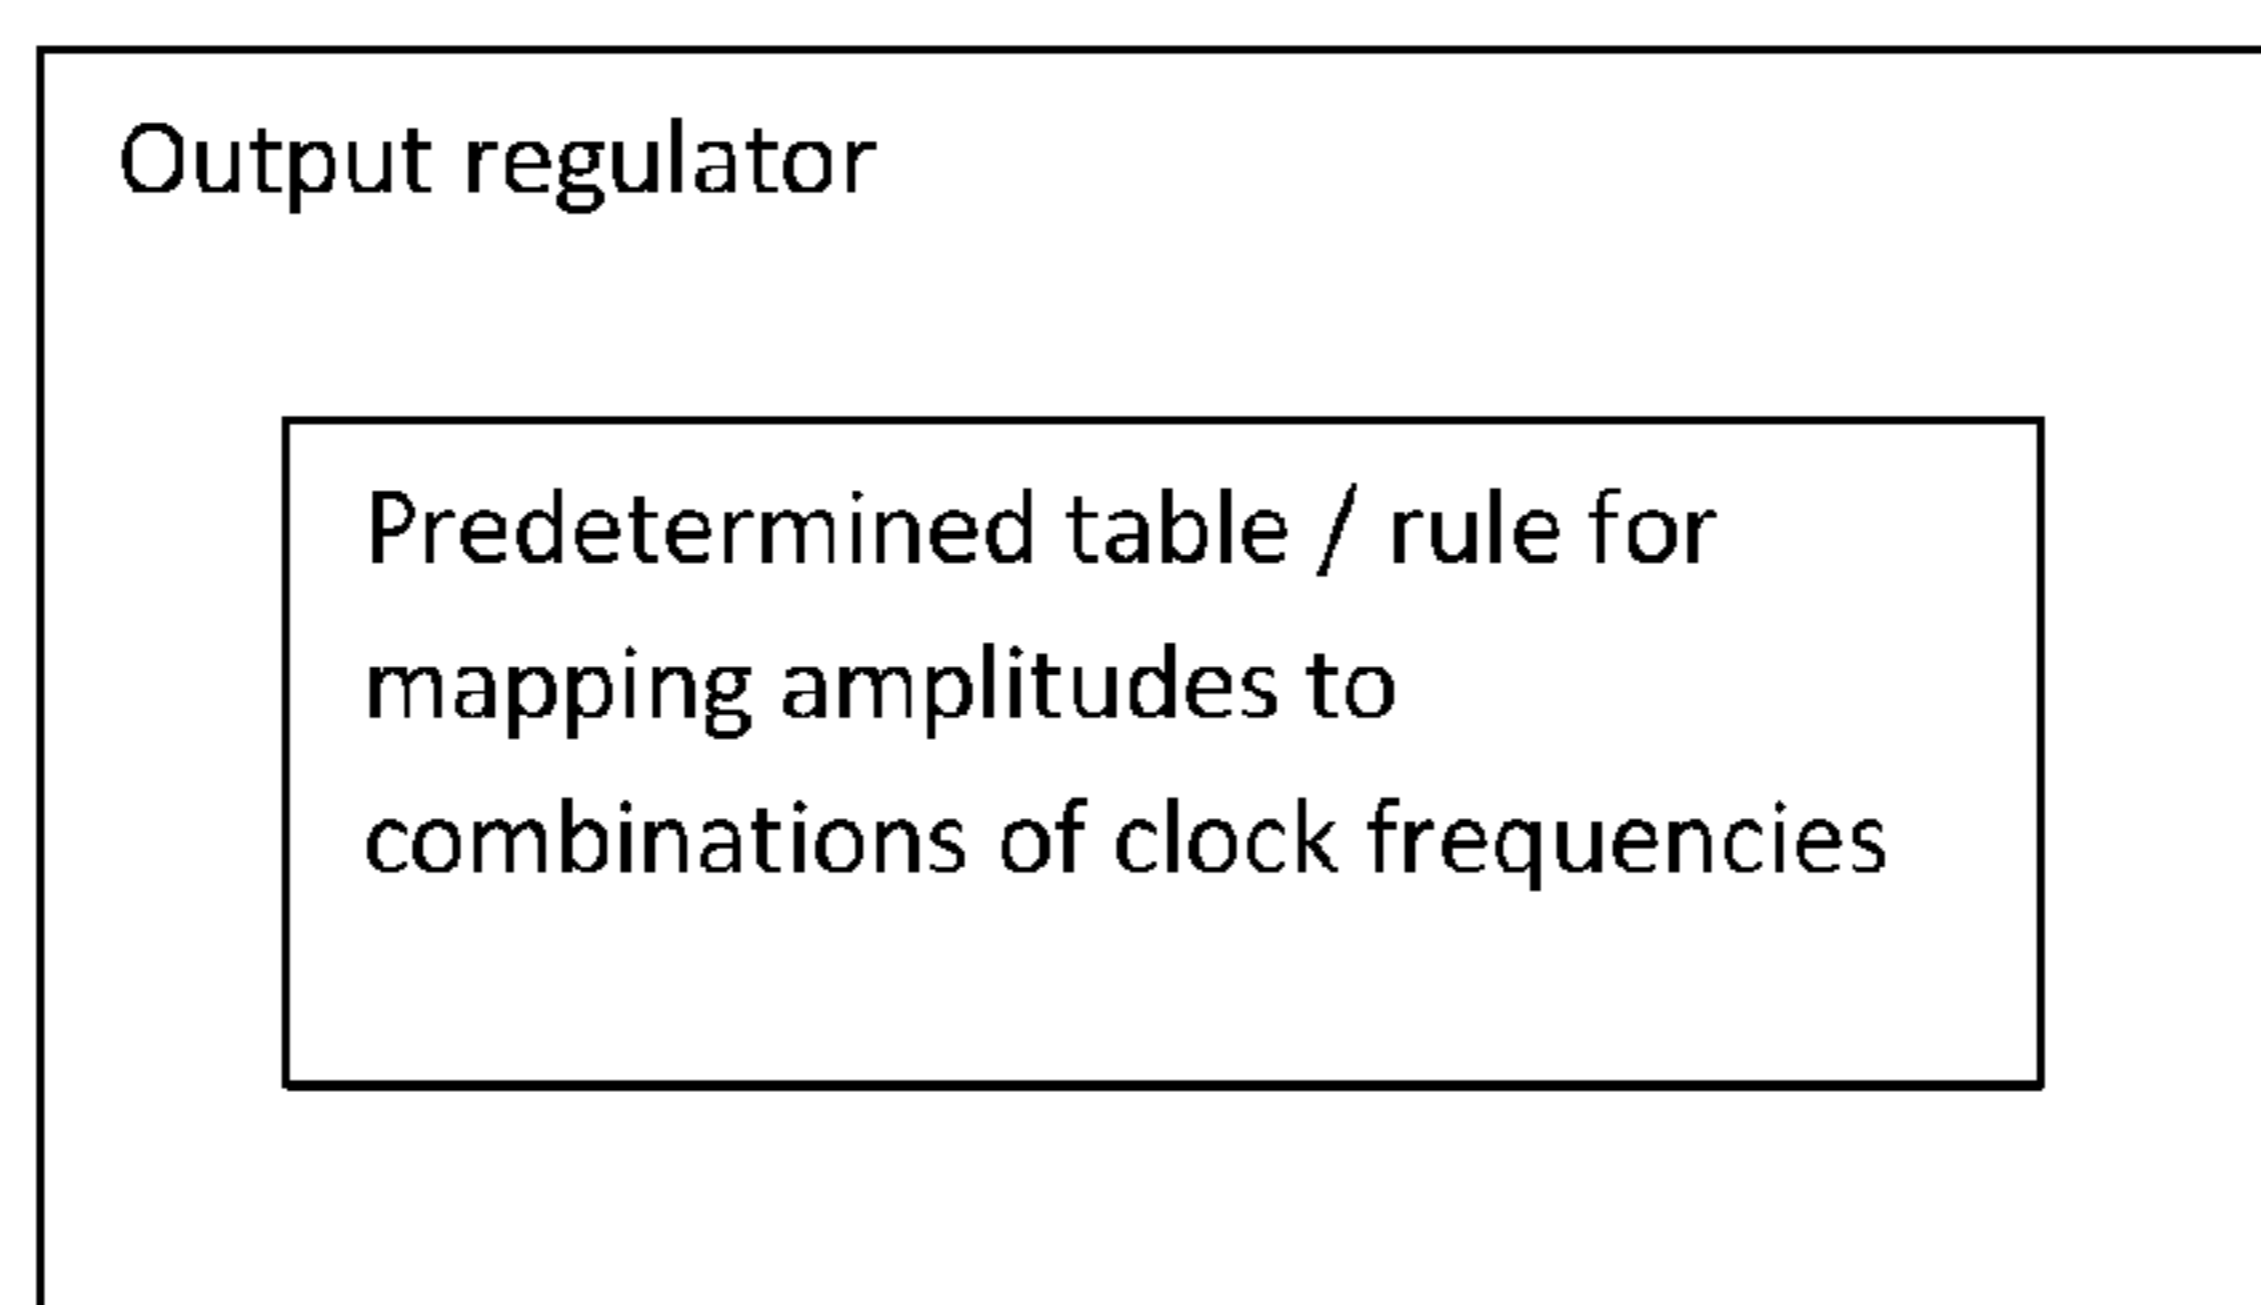 Output regulator
Predetermined table / rule for
mapping amplitudes to
combinations of clock frequencies